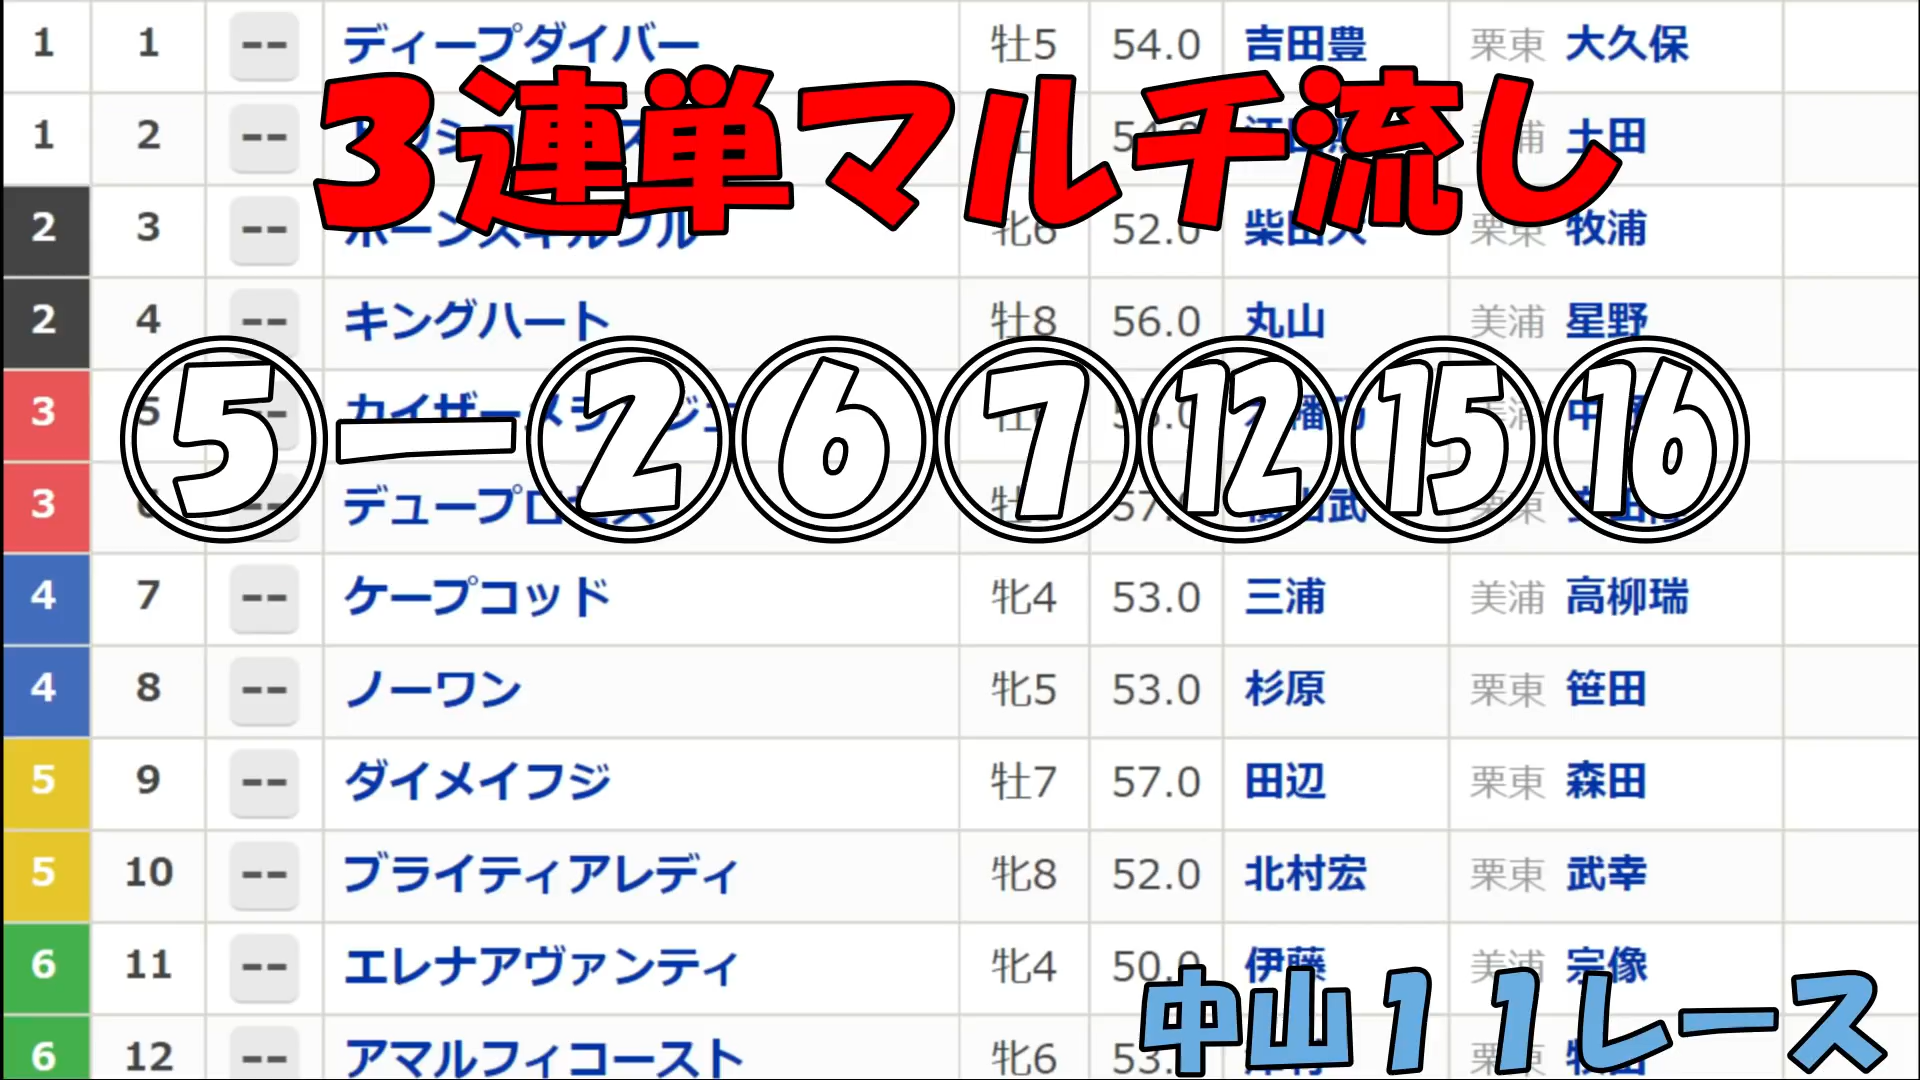 1 1 -- ディープダイバー 牡5 54.0 吉田豊 栗東 大久保
3連単マルチ流し
1 2 -- 土田
2 3 -- 牝6 52.0 栗東 牧浦
2 4 -- キングハート 牡8 56.0 丸山 美浦 星野
⑤ー②⑥⑦⑫⑮⑯
3 5
3
4 7 -- ケープコッド 牝4 53.0 三浦 美浦 高柳瑞
4 8 -- ノーワン 牝5 53.0 杉原 栗東 笹田
5 9 -- ダイメイフジ 牡7 57.0 田辺 栗東 森田
5 10 -- ブライティアレディ 牝8 52.0 北村宏 栗東 武幸
6 11 -- エレナアヴァンティ 牝4 50.0 伊藤 美浦 宗像
中山11レース
6 12 -- アマルフィコースト 牝6